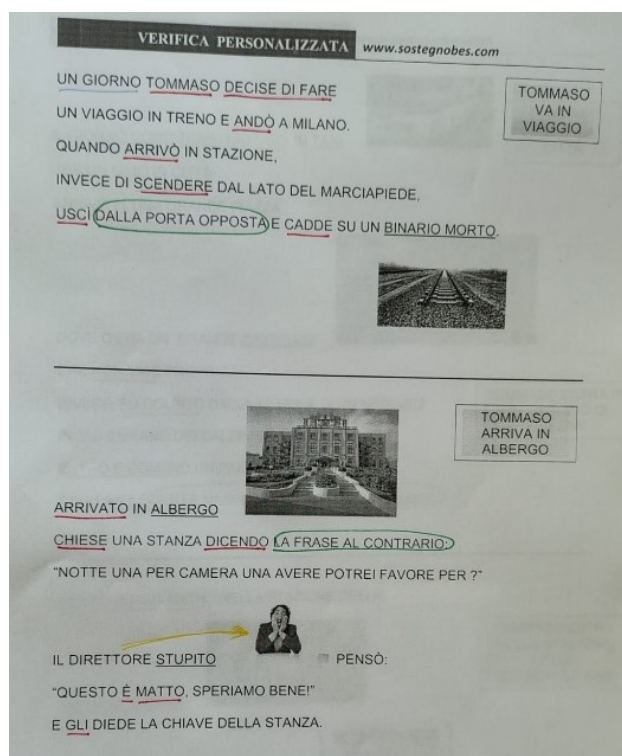 VERIFICA PERSONALIZZATA www.sostegnobes.com
UN GIORNO TOMMASO DECISE DI FARE
UN VIAGGIO IN TRENO E ANDÒ A MILANO.
QUANDO ARRIVÒ IN STAZIONE,
INVECE DI SCENDERE DAL LATO DEL MARCIAPIEDE,
USCÌ DALLA PORTA OPPOSTA E CADDE SU UN BINARIO MORTO.
TOMMASO
VA IN
VIAGGIO
TOMMASO
ARRIVA IN
ALBERGO
ARRIVATO IN ALBERGO
CHIESE UNA STANZA DICENDO LA FRASE AL CONTRARIO:
“NOTTE UNA PER CAMERA UNA AVERE POTREI FAVORE PER ?”
IL DIRETTORE STUPITO PENSÒ:
“QUESTO È MATTO, SPERIAMO BENE!”
E GLI DIEDE LA CHIAVE DELLA STANZA.